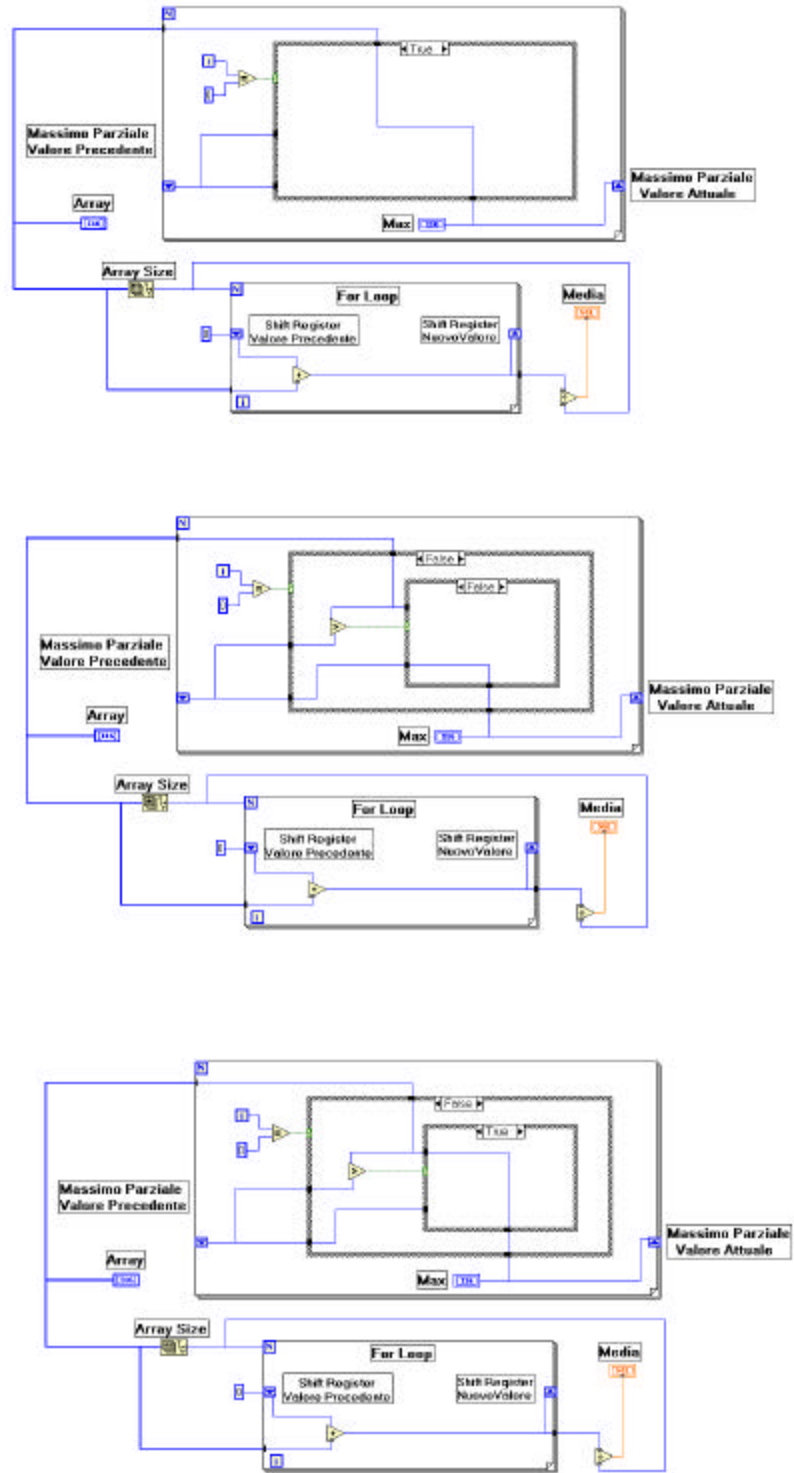 N
True
i
Massimo Parziale
Valore Precedente
Massimo Parziale
Valore Attuale
Array
Max
Array Size
N
For Loop
Media
Shift Register
Valore Precedente
Shift Register
NuovoValore
i
N
False
i
False
Massimo Parziale
Valore Precedente
Massimo Parziale
Valore Attuale
Array
Max
Array Size
N
For Loop
Media
Shift Register
Valore Precedente
Shift Register
NuovoValore
i
N
False
i
True
Massimo Parziale
Valore Precedente
Massimo Parziale
Valore Attuale
Array
Max
Array Size
N
For Loop
Media
Shift Register
Valore Precedente
Shift Register
NuovoValore
i